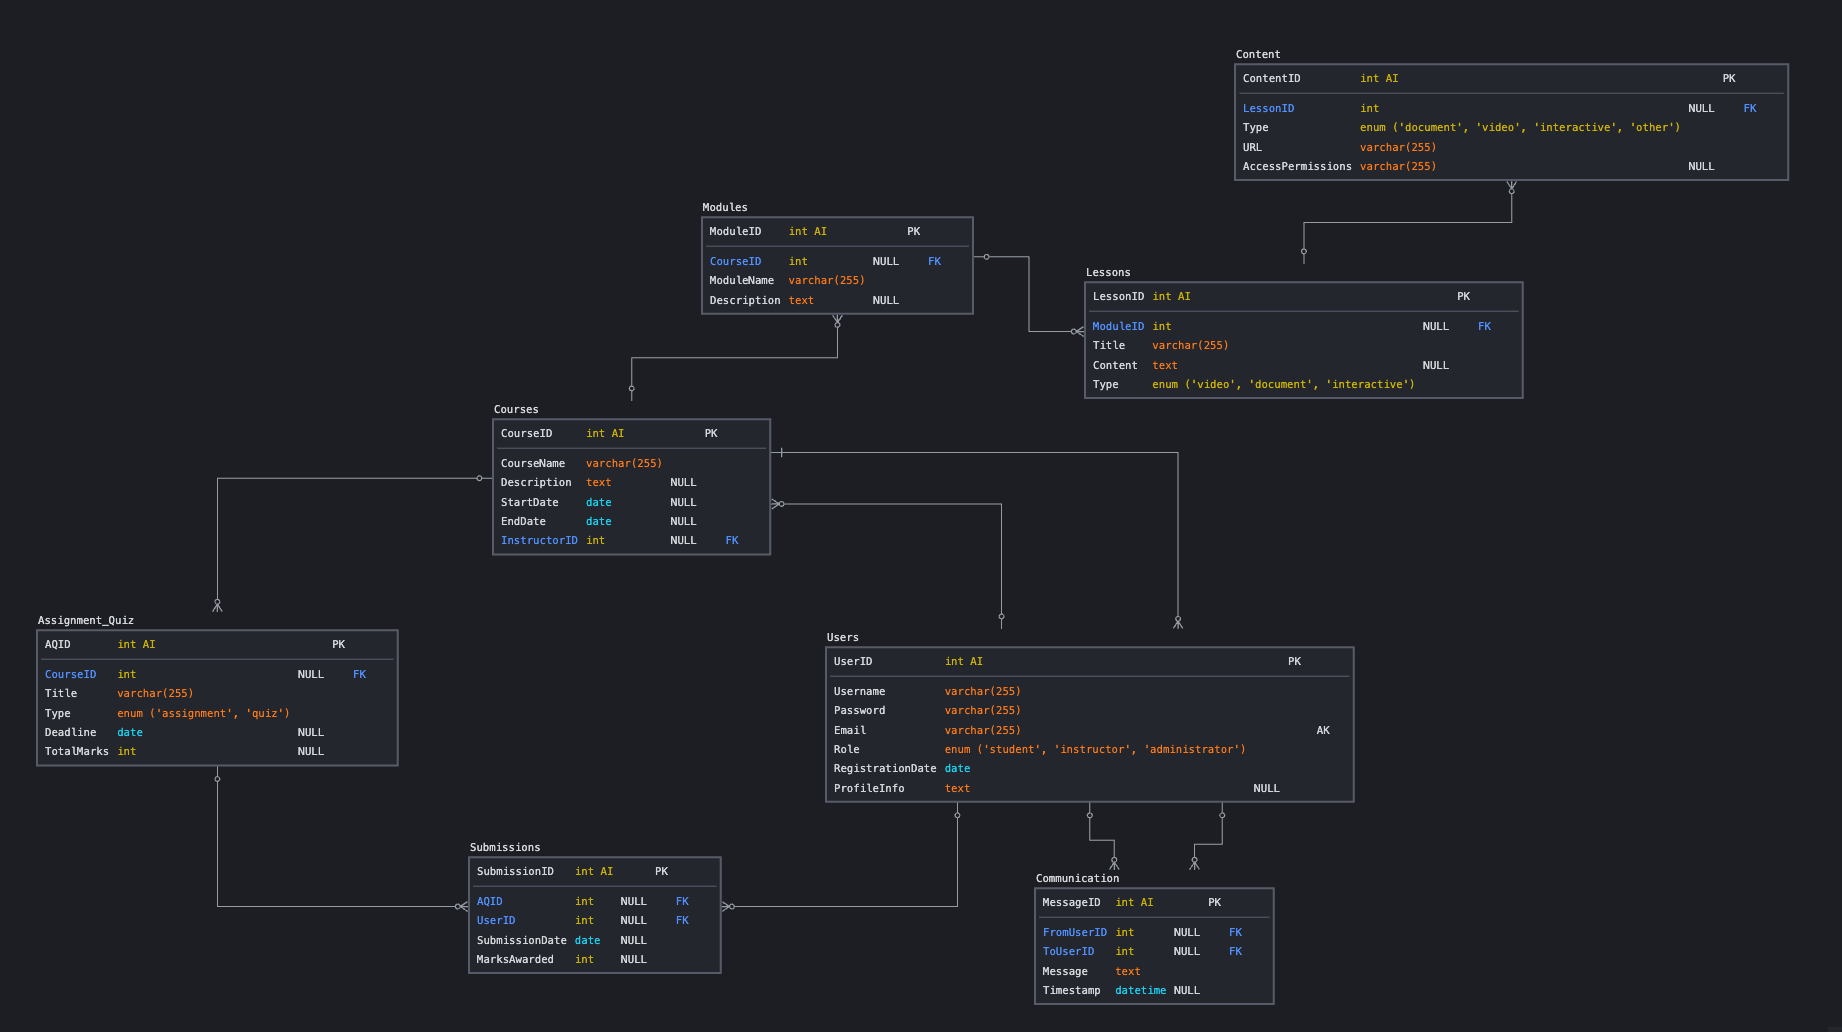 Content
ContentID int AI PK
LessonID int NULL FK
Type enum ('document', 'video', 'interactive', 'other')
URL varchar(255)
AccessPermissions varchar(255) NULL
Modules
ModuleID int AI PK
CourseID int NULL FK
ModuleName varchar(255)
Description text NULL
Lessons
LessonID int AI PK
ModuleID int NULL FK
Title varchar(255)
Content text NULL
Type enum ('video', 'document', 'interactive')
Courses
CourseID int AI PK
CourseName varchar(255)
Description text NULL
StartDate date NULL
EndDate date NULL
InstructorID int NULL FK
Assignment_Quiz
AQID int AI PK
CourseID int NULL FK
Title varchar(255)
Type enum ('assignment', 'quiz')
Deadline date NULL
TotalMarks int NULL
Users
UserID int AI PK
Username varchar(255)
Password varchar(255)
Email varchar(255) AK
Role enum ('student', 'instructor', 'administrator')
RegistrationDate date
ProfileInfo text NULL
Submissions
SubmissionID int AI PK
AQID int NULL FK
UserID int NULL FK
SubmissionDate date NULL
MarksAwarded int NULL
Communication
MessageID int AI PK
FromUserID int NULL FK
ToUserID int NULL FK
Message text
Timestamp datetime NULL